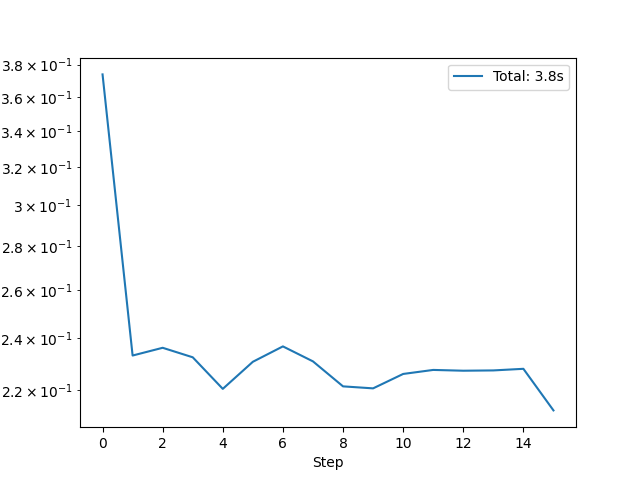 3.8 × 10⁻¹
3.6 × 10⁻¹
3.4 × 10⁻¹
3.2 × 10⁻¹
3 × 10⁻¹
2.8 × 10⁻¹
2.6 × 10⁻¹
2.4 × 10⁻¹
2.2 × 10⁻¹
Total: 3.8s
0 2 4 6 8 10 12 14
Step